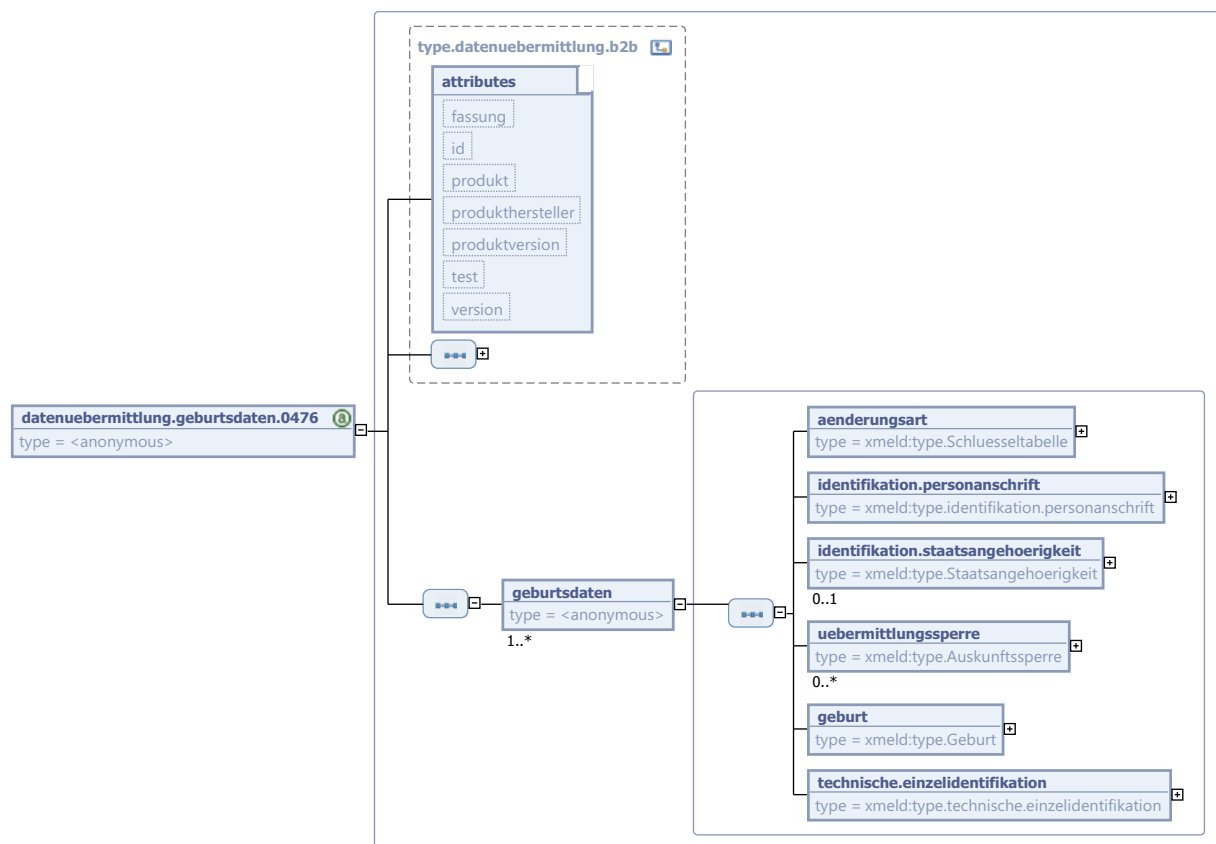 type.datenuebermittlung.b2b
attributes
fassung
id
produkt
produkthersteller
produktversion
test
version
datenuebermittlung.geburtsdaten.0476
type = <anonymous>
geburtsdaten
type = <anonymous>
1..*
aenderungsart
type = xmeld:type.Schluesseltabelle
identifikation.personanschrift
type = xmeld:type.identifikation.personanschrift
identifikation.staatsangehoerigkeit
type = xmeld:type.Staatsangehoerigkeit
0..1
uebermittlungssperre
type = xmeld:type.Auskunftssperre
0..*
geburt
type = xmeld:type.Geburt
technische.einzelidentifikation
type = xmeld:type.technische.einzelidentifikation